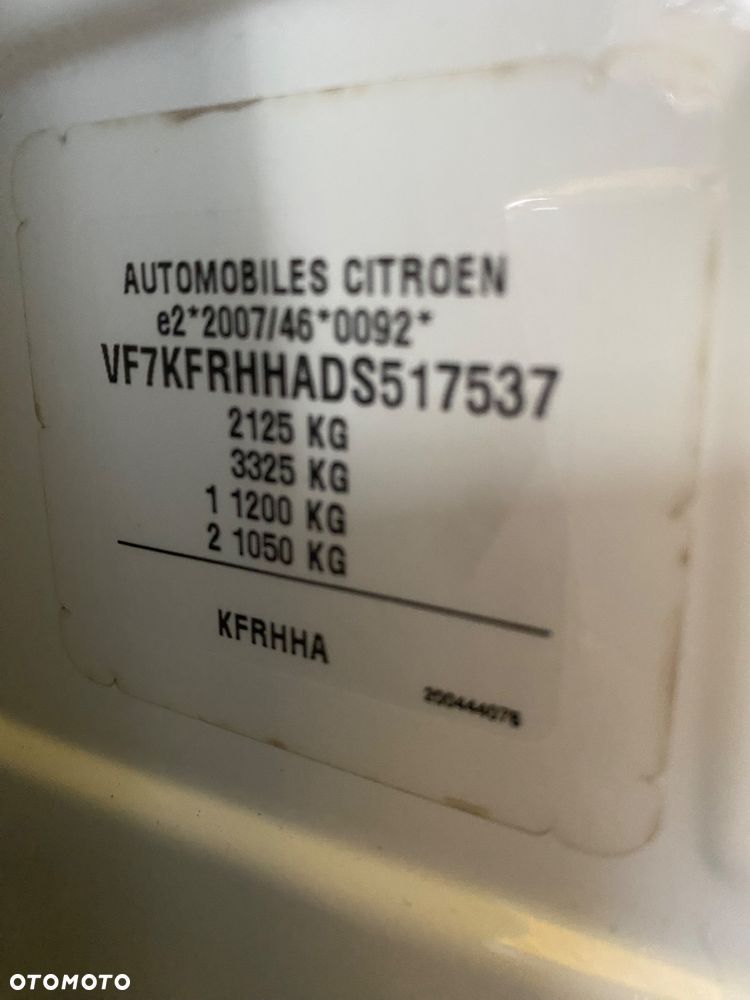 AUTOMOBILES CITROEN
e2*2007/46*0092*
VF7KFRHHADS517537
2125 KG
3325 KG
1 1200 KG
2 1050 KG
KFRHHA
200444076
OTOMOTO